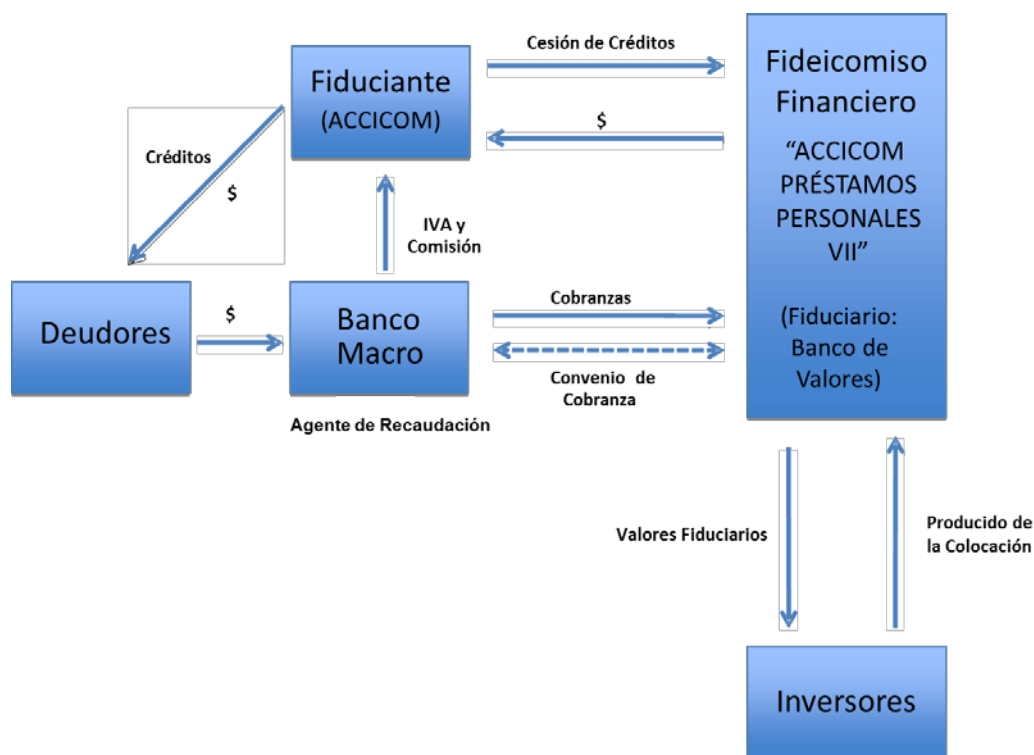 Fiduciante
(ACCICOM)
Cesión de Créditos
$
Fideicomiso
Financiero
“ACCICOM
PRÉSTAMOS
PERSONALES
VII”
(Fiduciario:
Banco de
Valores)
Créditos
$
IVA y
Comisión
Deudores
$
Banco
Macro
Agente de Recaudación
Cobranzas
Convenio de
Cobranza
Valores Fiduciarios
Producido de
la Colocación
Inversores